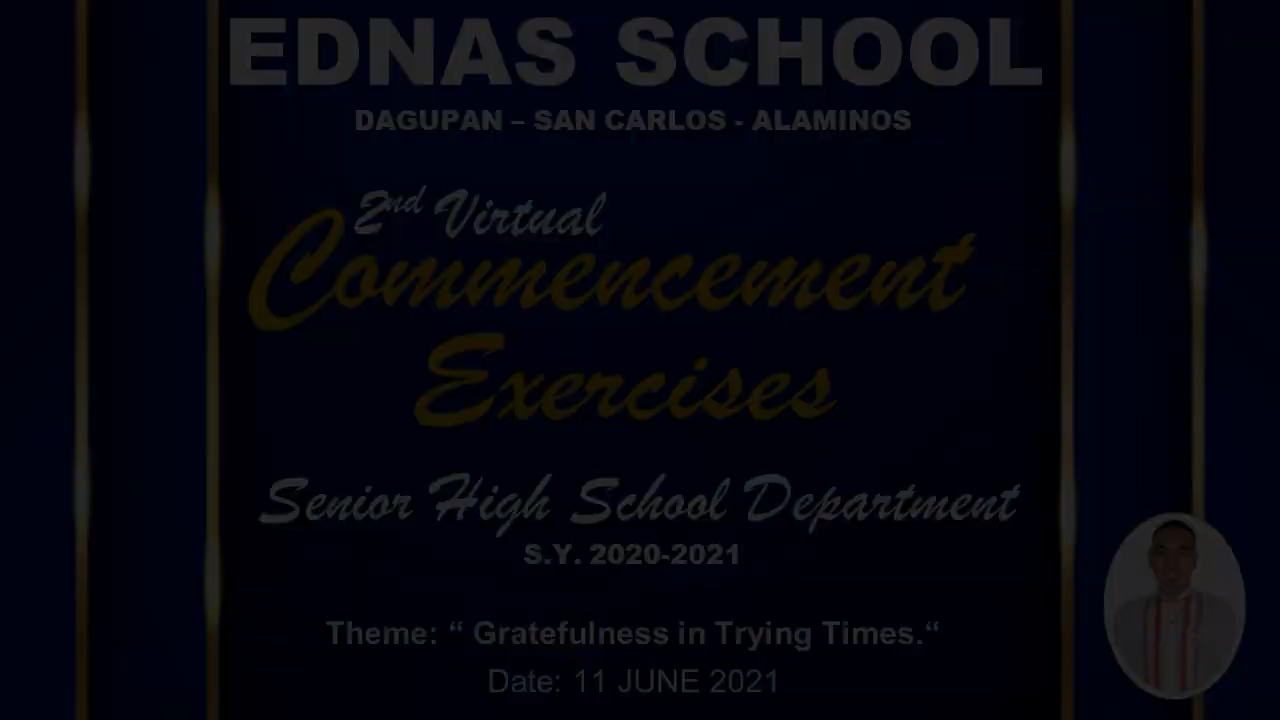 EDNAS SCHOOL
DAGUPAN – SAN CARLOS - ALAMINOS
2nd Virtual
Commencement
Exercises
Senior High School Department
S.Y. 2020-2021
Theme: “ Gratefulness in Trying Times.“
Date: 11 JUNE 2021